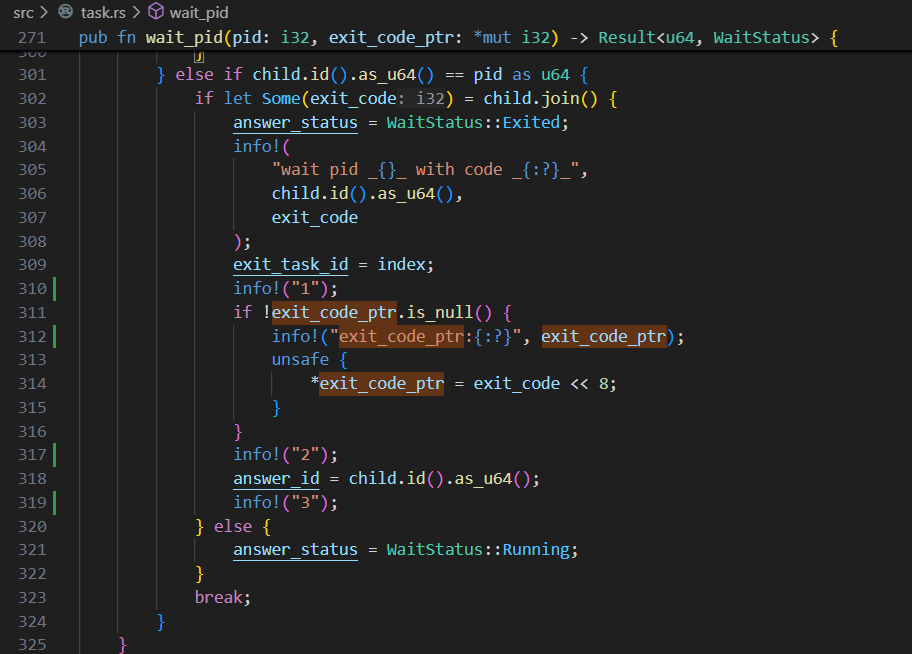 src > task.rs > wait_pid
271 pub fn wait_pid(pid: i32, exit_code_ptr: *mut i32) -> Result<u64, WaitStatus> {
300 }
301 } else if child.id().as_u64() == pid as u64 {
302 if let Some(exit_code: i32) = child.join() {
303 answer_status = WaitStatus::Exited;
304 info!(
305 "wait pid _{}_ with code _{:?}_",
306 child.id().as_u64(),
307 exit_code
308 );
309 exit_task_id = index;
310 info!("1");
311 if !exit_code_ptr.is_null() {
312 info!("exit_code_ptr:{:?}", exit_code_ptr);
313 unsafe {
314 *exit_code_ptr = exit_code << 8;
315 }
316 }
317 info!("2");
318 answer_id = child.id().as_u64();
319 info!("3");
320 } else {
321 answer_status = WaitStatus::Running;
322 }
323 break;
324 }
325 }